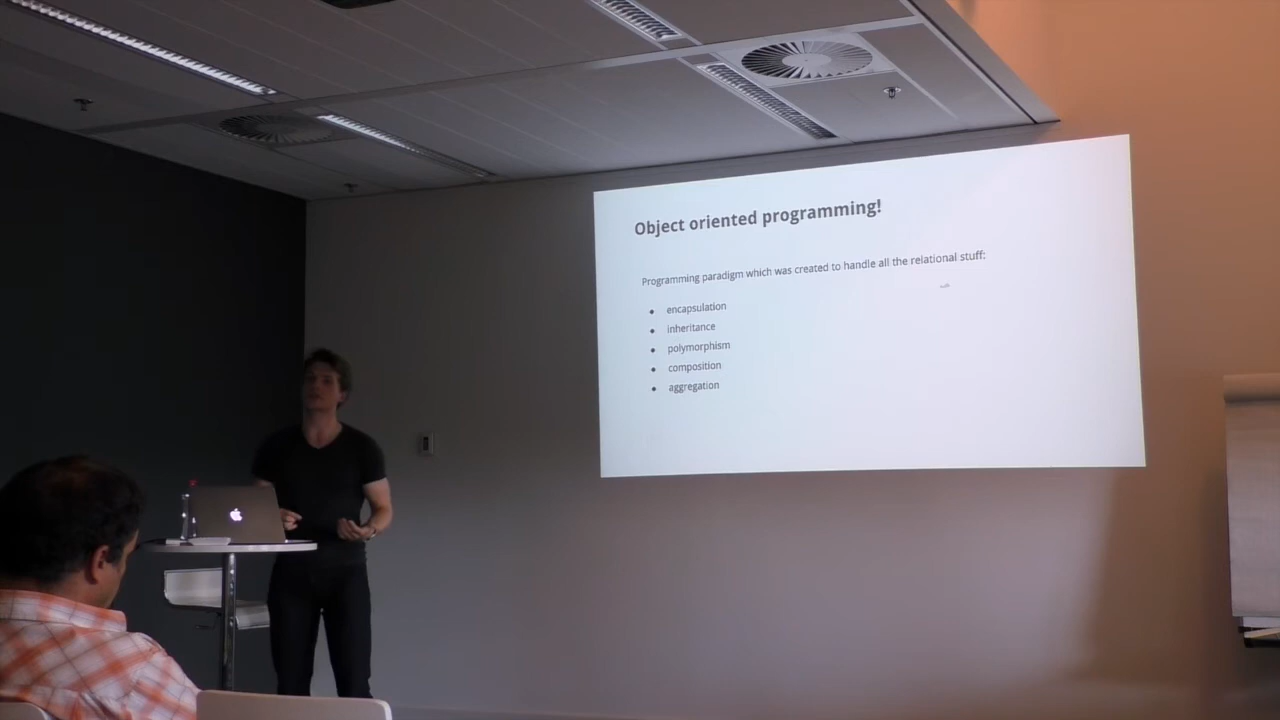 Object oriented programming!
Programming paradigm which was created to handle all the relational stuff:
• encapsulation
• inheritance
• polymorphism
• composition
• aggregation